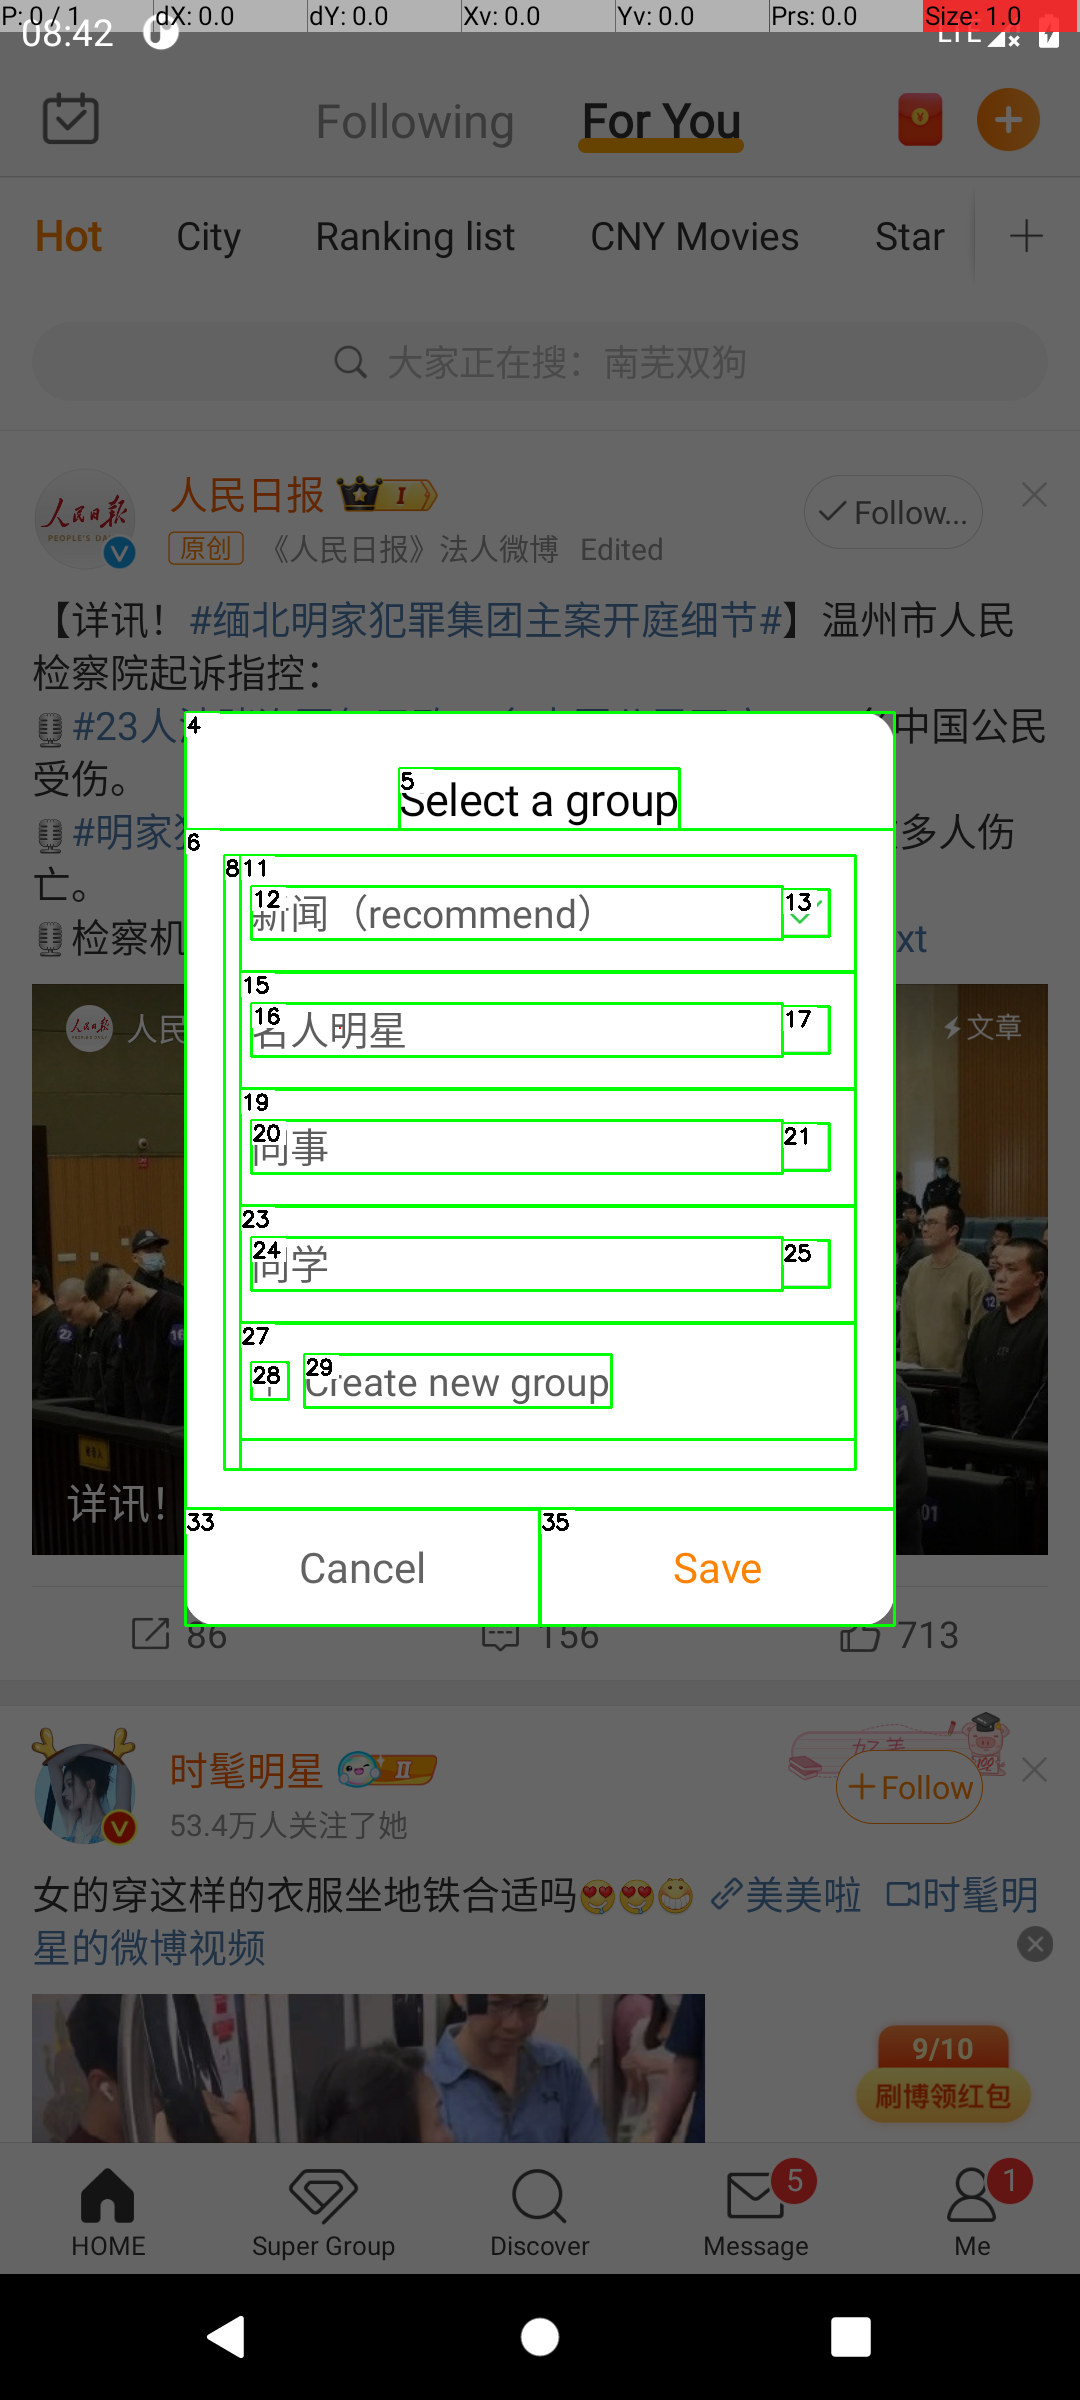 P: 0 / 1 dX: 0.0 dY: 0.0 Xv: 0.0 Yv: 0.0 Prs: 0.0 Size: 1.0
08:42 LTE
Following For You
Hot City Ranking list CNY Movies Star
大家正在搜：南芜双狗
人民日报 I
原创 《人民日报》法人微博 Edited
Follow...
【详讯！#缅北明家犯罪集团主案开庭细节#】温州市人民
检察院起诉指控：
#23人 中国公民
受伤。
#明家 多人伤
亡。
检察机 xt
4
5 Select a group
6
8 11
12 新闻（recommend） 13
15
16 名人明星 17
19
20 同事 21
23
24 同学 25
27
28 29 Create new group
33 35
Cancel Save
人民 文章
详讯！
86 156 713
时髦明星 II
53.4万人关注了她
Follow
女的穿这样的衣服坐地铁合适吗 美美啦 时髦明
星的微博视频
9/10
刷博领红包
5 1
HOME Super Group Discover Message Me